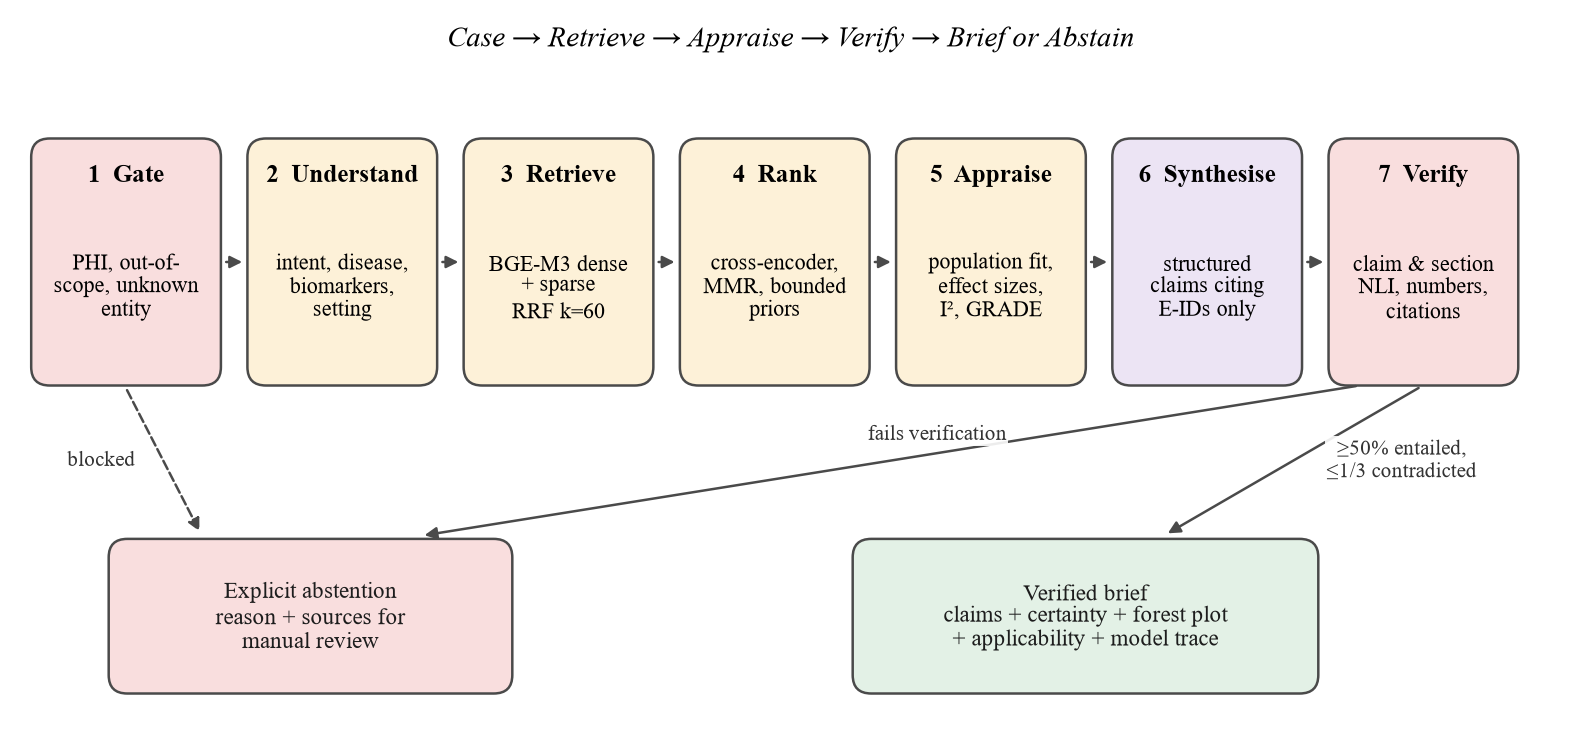 Case → Retrieve → Appraise → Verify → Brief or Abstain
1 Gate
PHI, out-of-
scope, unknown
entity
2 Understand
intent, disease,
biomarkers,
setting
3 Retrieve
BGE-M3 dense
+ sparse
RRF k=60
4 Rank
cross-encoder,
MMR, bounded
priors
5 Appraise
population fit,
effect sizes,
I², GRADE
6 Synthesise
structured
claims citing
E-IDs only
7 Verify
claim & section
NLI, numbers,
citations
blocked
fails verification
≥50% entailed,
≤1/3 contradicted
Explicit abstention
reason + sources for
manual review
Verified brief
claims + certainty + forest plot
+ applicability + model trace